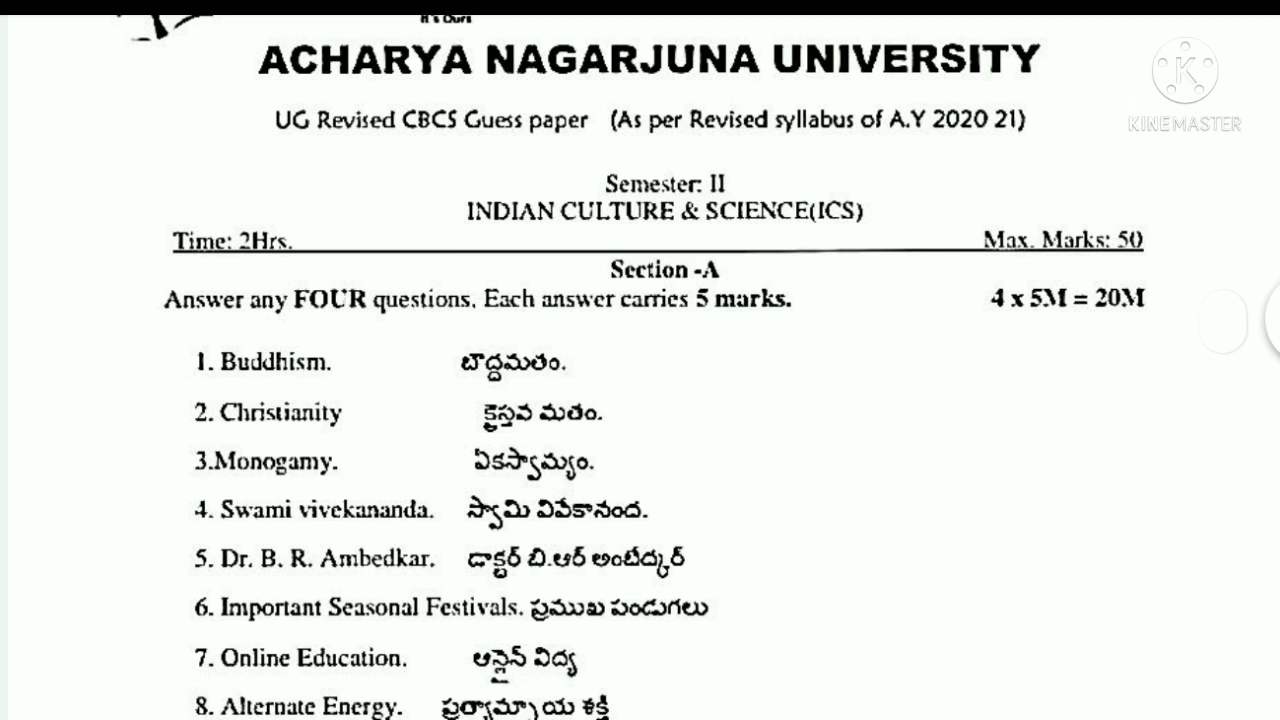 It's Ours
ACHARYA NAGARJUNA UNIVERSITY
KINEMASTER
UG Revised CBCS Guess paper (As per Revised syllabus of A.Y 2020 21)
Semester: II
INDIAN CULTURE & SCIENCE(ICS)
Time: 2Hrs. Max. Marks: 50
Section -A
Answer any FOUR questions, Each answer carries 5 marks. 4 x 5M = 20M
1. Buddhism. బౌద్ధమతం.
2. Christianity క్రైస్తవ మతం.
3.Monogamy. ఏకస్వామ్యం.
4. Swami vivekananda. స్వామి వివేకానంద.
5. Dr. B. R. Ambedkar. డాక్టర్ బి.ఆర్ అంబేద్కర్
6. Important Seasonal Festivals. ప్రముఖ పండుగలు
7. Online Education. ఆన్లైన్ విద్య
8. Alternate Energy. ప్రత్యామ్నాయ శక్తి